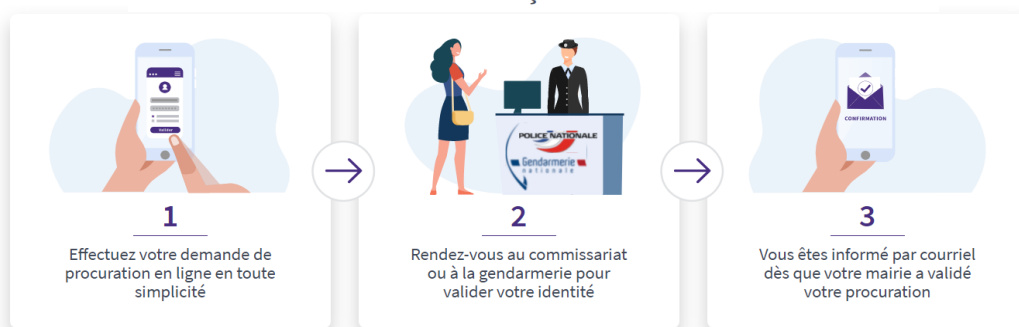 Valider
1
Effectuez votre demande de
procuration en ligne en toute
simplicité
POLICE NATIONALE
Gendarmerie
nationale
2
Rendez-vous au commissariat
ou à la gendarmerie pour
valider votre identité
CONFIRMATION
3
Vous êtes informé par courriel
dès que votre mairie a validé
votre procuration